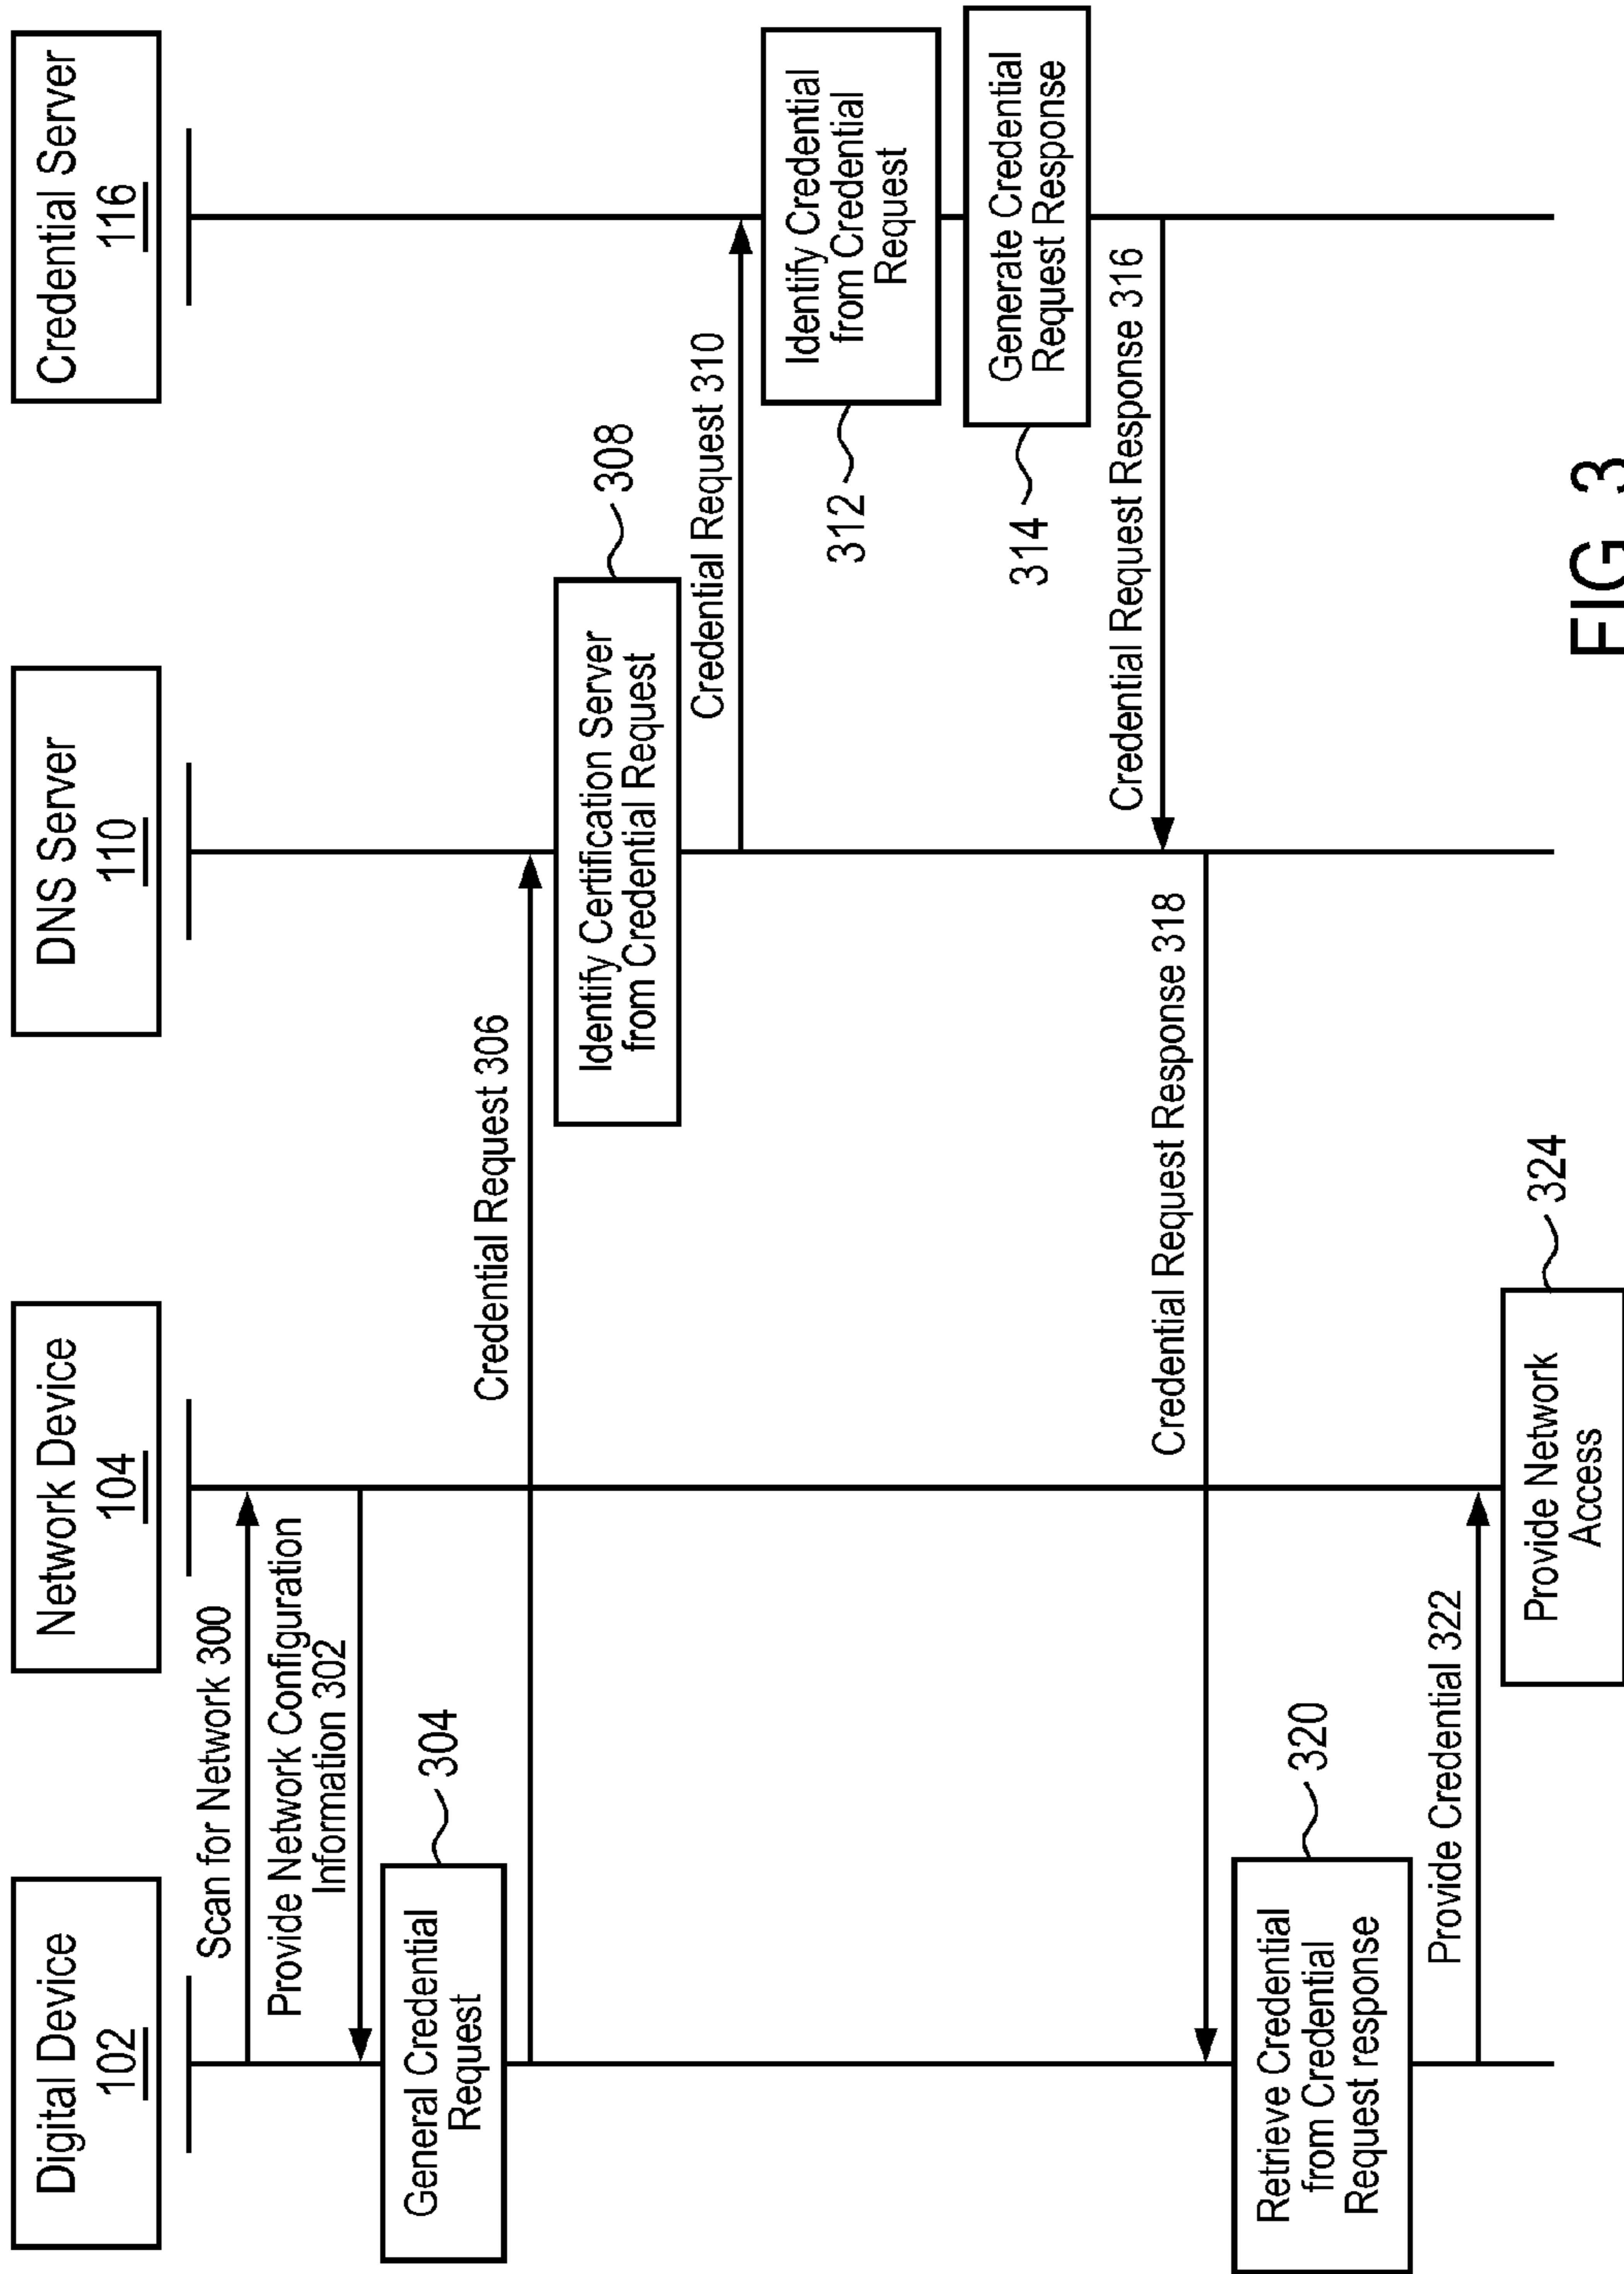 Digital Device
102
Network Device
104
DNS Server
110
Credential Server
116
Scan for Network 300
Provide Network Configuration
Information 302
General Credential
Request
304
Credential Request 306
Identify Certification Server
from Credential Request
308
Credential Request 310
Identify Credential
from Credential
Request
312
Generate Credential
Request Response
314
Credential Request Response 316
Credential Request Response 318
Retrieve Credential
from Credential
Request response
320
Provide Credential 322
Provide Network
Access
324
FIG. 3